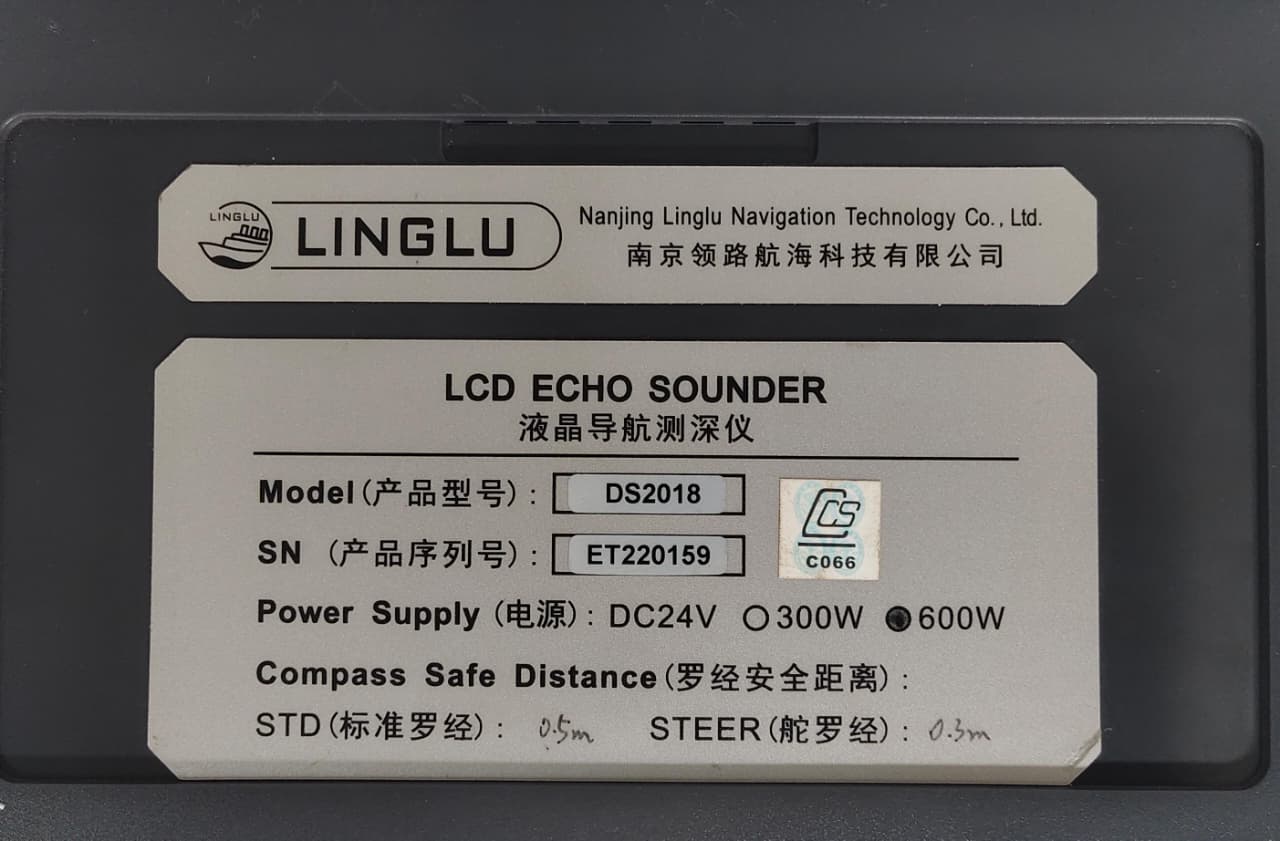 LINGLU
LINGLU
Nanjing Linglu Navigation Technology Co., Ltd.
南京领路航海科技有限公司
LCD ECHO SOUNDER
液晶导航测深仪
Model(产品型号): DS2018
SN (产品序列号): ET220159
CCS
C066
Power Supply (电源): DC24V 300W 600W
Compass Safe Distance(罗经安全距离):
STD(标准罗经): 0.5m STEER(舵罗经): 0.3m